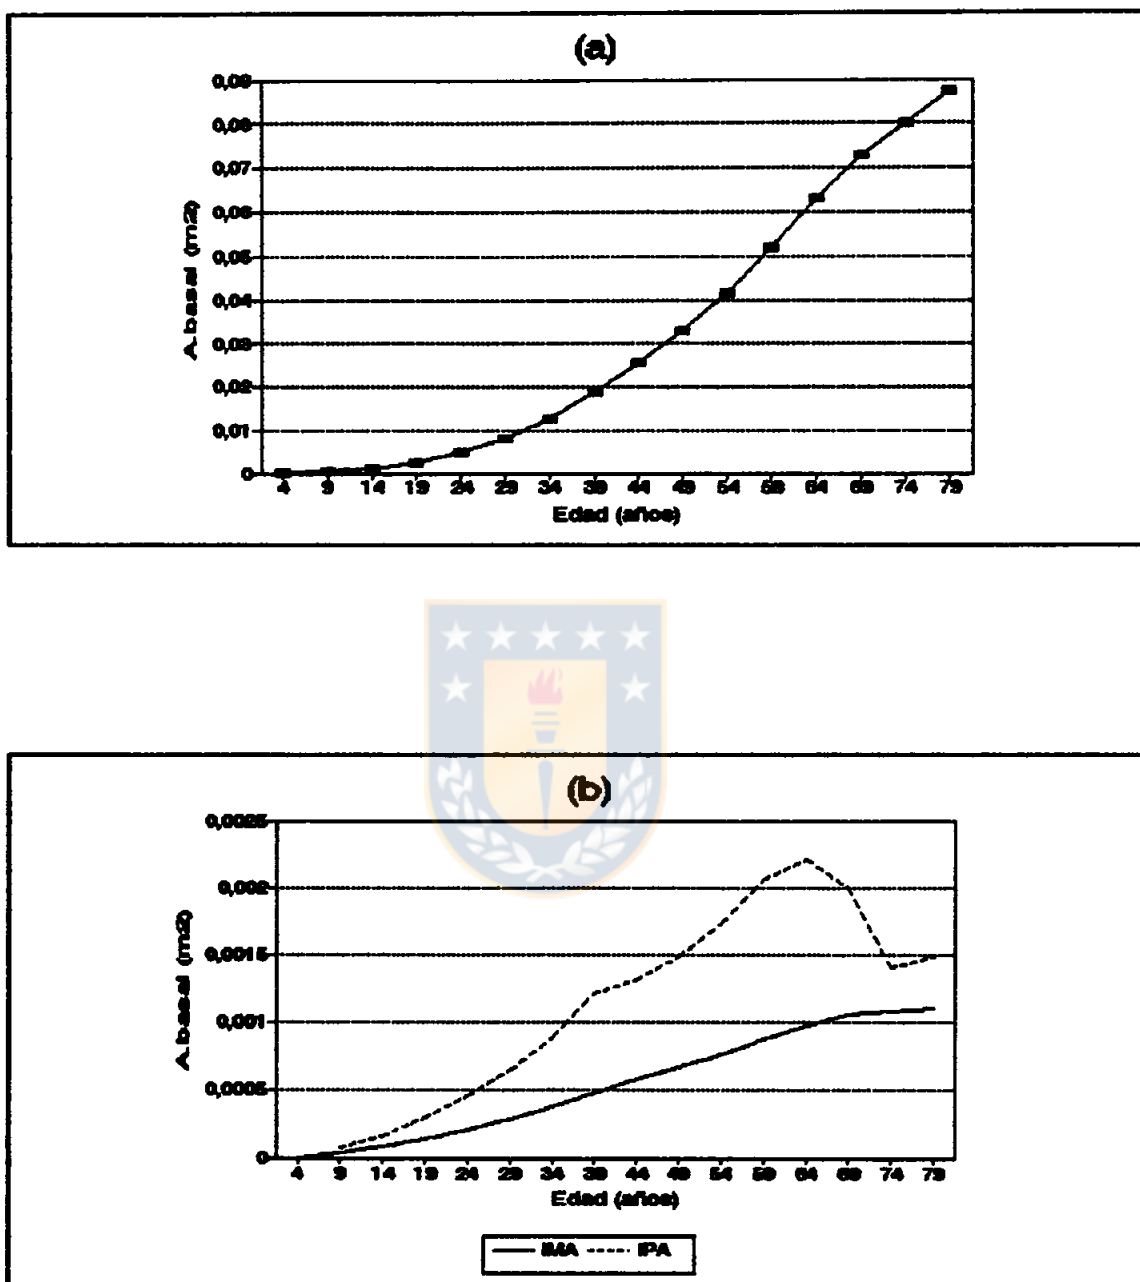 (a)
0,09
0,08
0,07
0,06
0,05
0,04
0,03
0,02
0,01
0
A.basal (m2)
4 9 14 19 24 29 34 39 44 49 54 59 64 69 74 79
Edad (años)
(b)
0,0025
0,002
0,0015
0,001
0,0005
0
A.basal (m2)
4 9 14 19 24 29 34 39 44 49 54 59 64 69 74 79
Edad (años)
IMA IPA